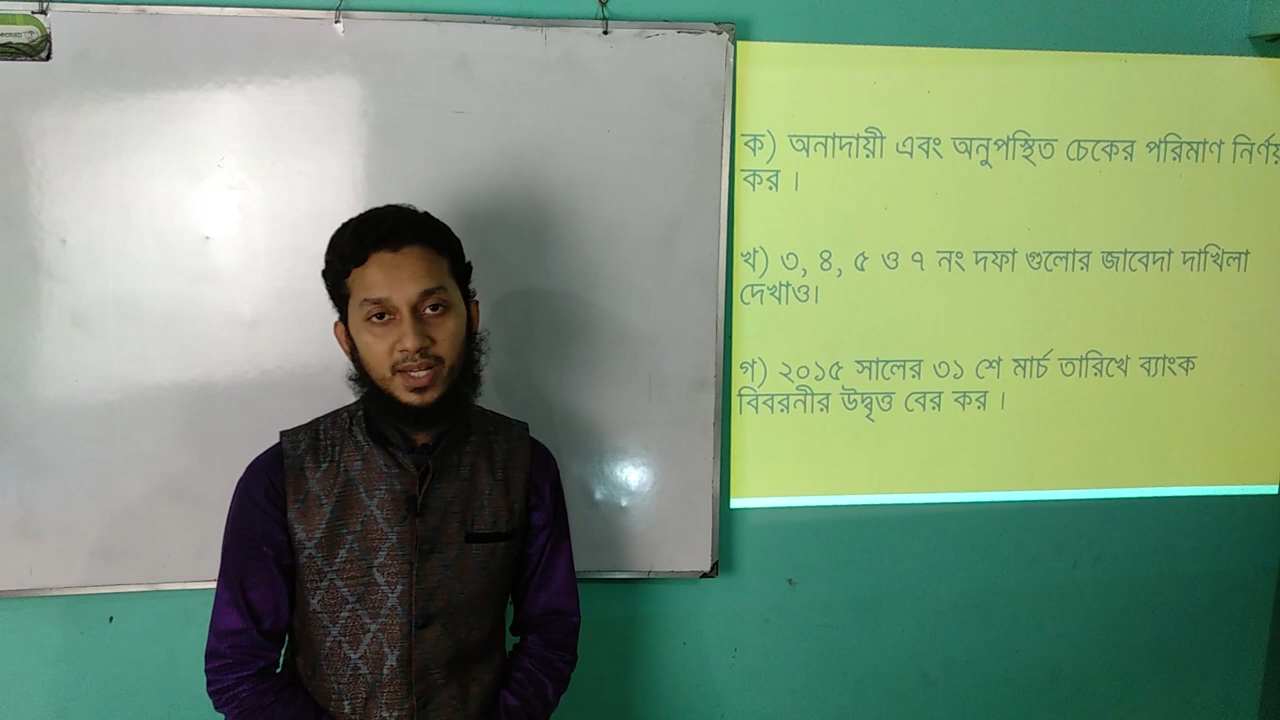 ক) অনাদায়ী এবং অনুপস্থিত চেকের পরিমাণ নির্ণয়
কর ।
খ) ৩, ৪, ৫ ও ৭ নং দফা গুলোর জাবেদা দাখিলা
দেখাও।
গ) ২০১৫ সালের ৩১ শে মার্চ তারিখে ব্যাংক
বিবরনীর উদ্বৃত্ত বের কর ।